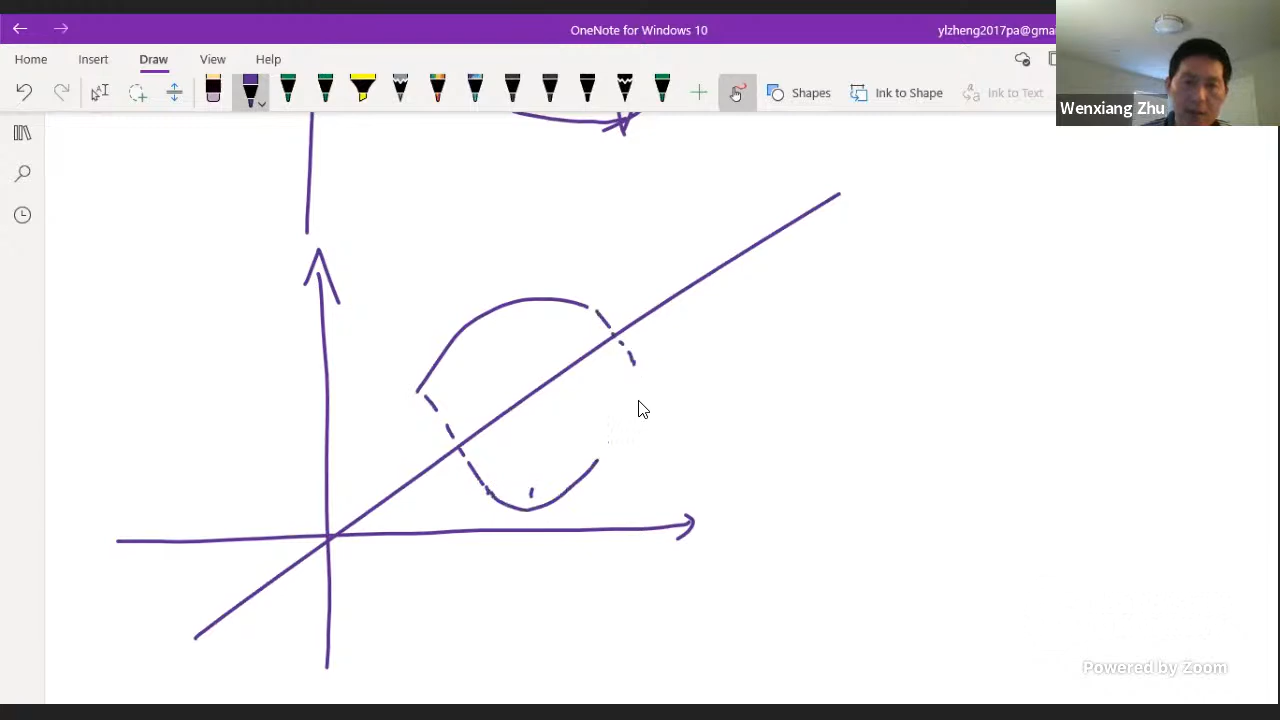 OneNote for Windows 10
ylzheng2017pa@gma
Home Insert Draw View Help
Shapes Ink to Shape Ink to Text
Wenxiang Zhu
Powered by Zoom